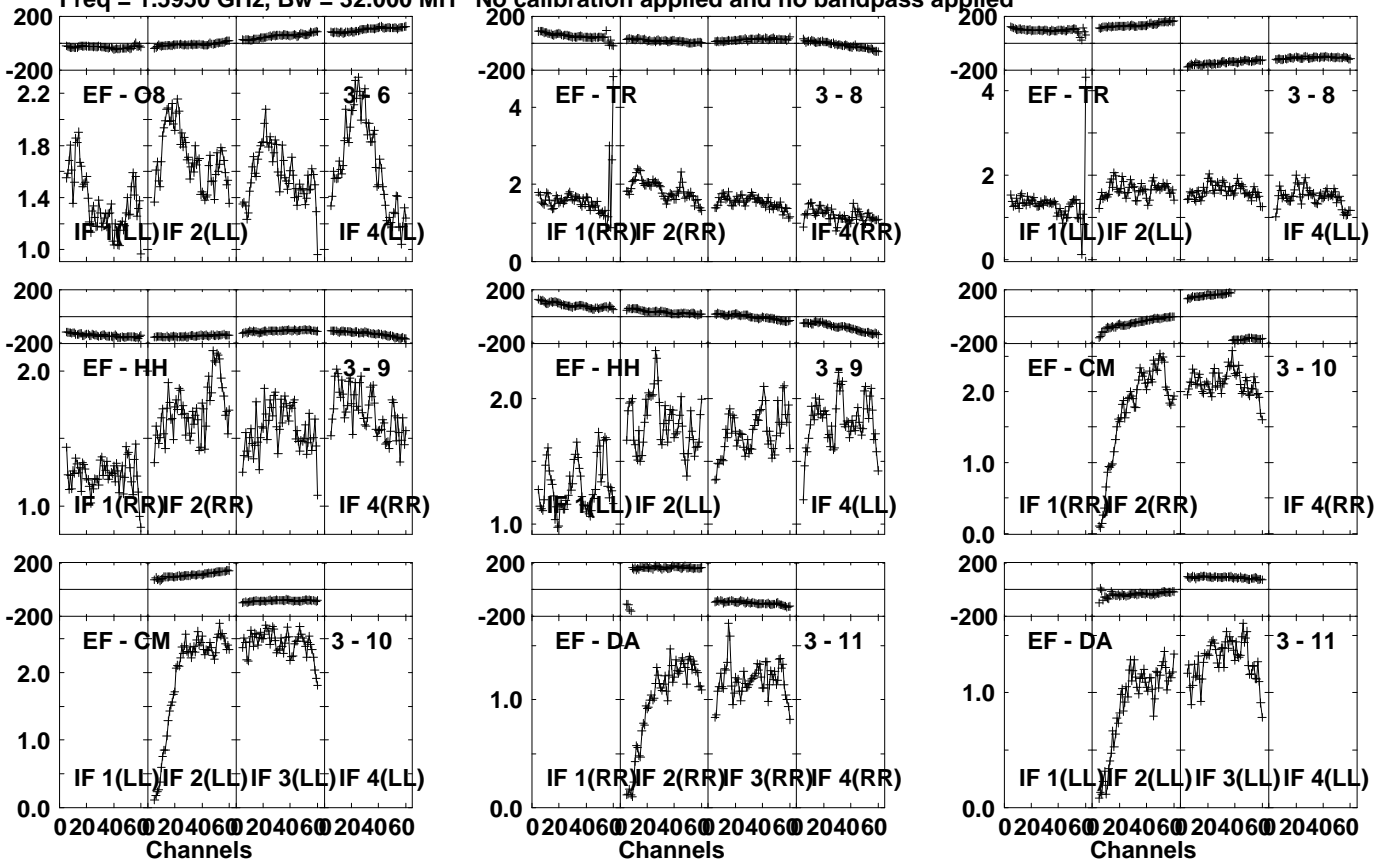 Freq = 1.5950 GHz, Bw = 32.000 MH No calibration applied and no bandpass applied
200
-200
EF - O8
3 - 6
2.2
1.8
1.4
1.0
IF 1(LL)
IF 2(LL)
IF 4(LL)
200
-200
EF - TR
3 - 8
4
2
0
IF 1(RR)
IF 2(RR)
IF 4(RR)
200
-200
EF - TR
3 - 8
4
2
0
IF 1(LL)
IF 2(LL)
IF 4(LL)
200
-200
EF - HH
3 - 9
2.0
1.0
IF 1(RR)
IF 2(RR)
IF 4(RR)
200
-200
EF - HH
3 - 9
2.0
1.0
IF 1(LL)
IF 2(LL)
IF 4(LL)
200
-200
EF - CM
3 - 10
2.0
1.0
0.0
IF 1(RR)
IF 2(RR)
IF 4(RR)
200
-200
EF - CM
3 - 10
2.0
1.0
0.0
IF 1(LL)
IF 2(LL)
IF 3(LL)
IF 4(LL)
0 20 40 60 0 20 40 60 0 20 40 60 0 20 40 60
Channels
200
-200
EF - DA
3 - 11
1.0
0.0
IF 1(RR)
IF 2(RR)
IF 3(RR)
IF 4(RR)
0 20 40 60 0 20 40 60 0 20 40 60 0 20 40 60
Channels
200
-200
EF - DA
3 - 11
1.0
0.0
IF 1(LL)
IF 2(LL)
IF 3(LL)
IF 4(LL)
0 20 40 60 0 20 40 60 0 20 40 60 0 20 40 60
Channels